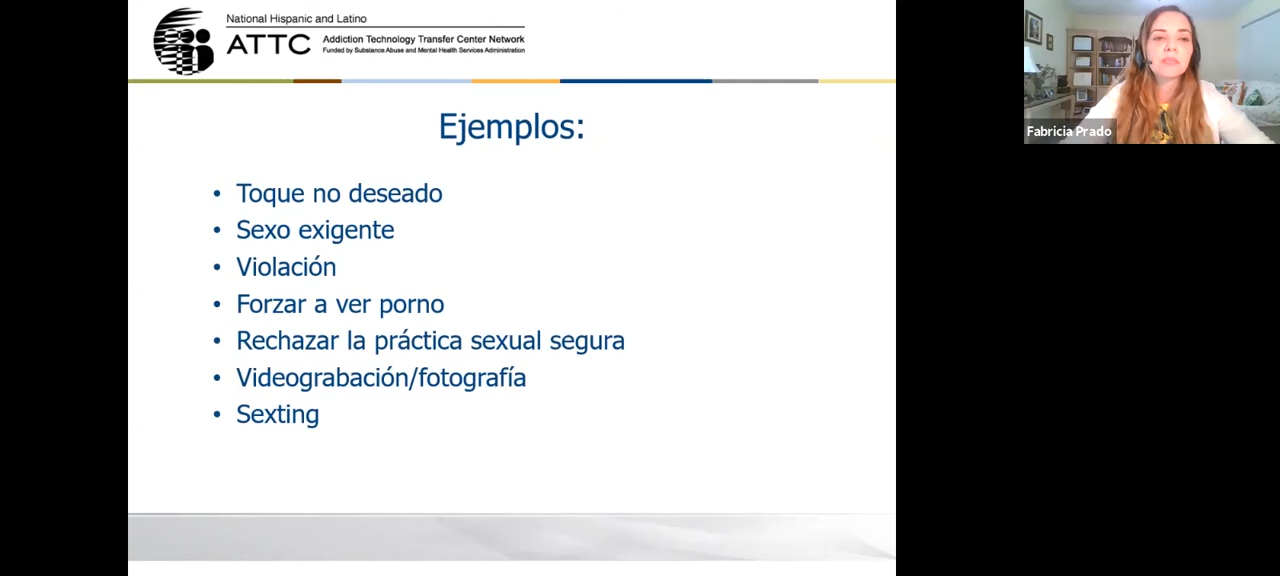 National Hispanic and Latino
ATTC
Addiction Technology Transfer Center Network
Funded by Substance Abuse and Mental Health Services Administration
Fabricia Prado
Ejemplos:
• Toque no deseado
• Sexo exigente
• Violación
• Forzar a ver porno
• Rechazar la práctica sexual segura
• Videograbación/fotografía
• Sexting